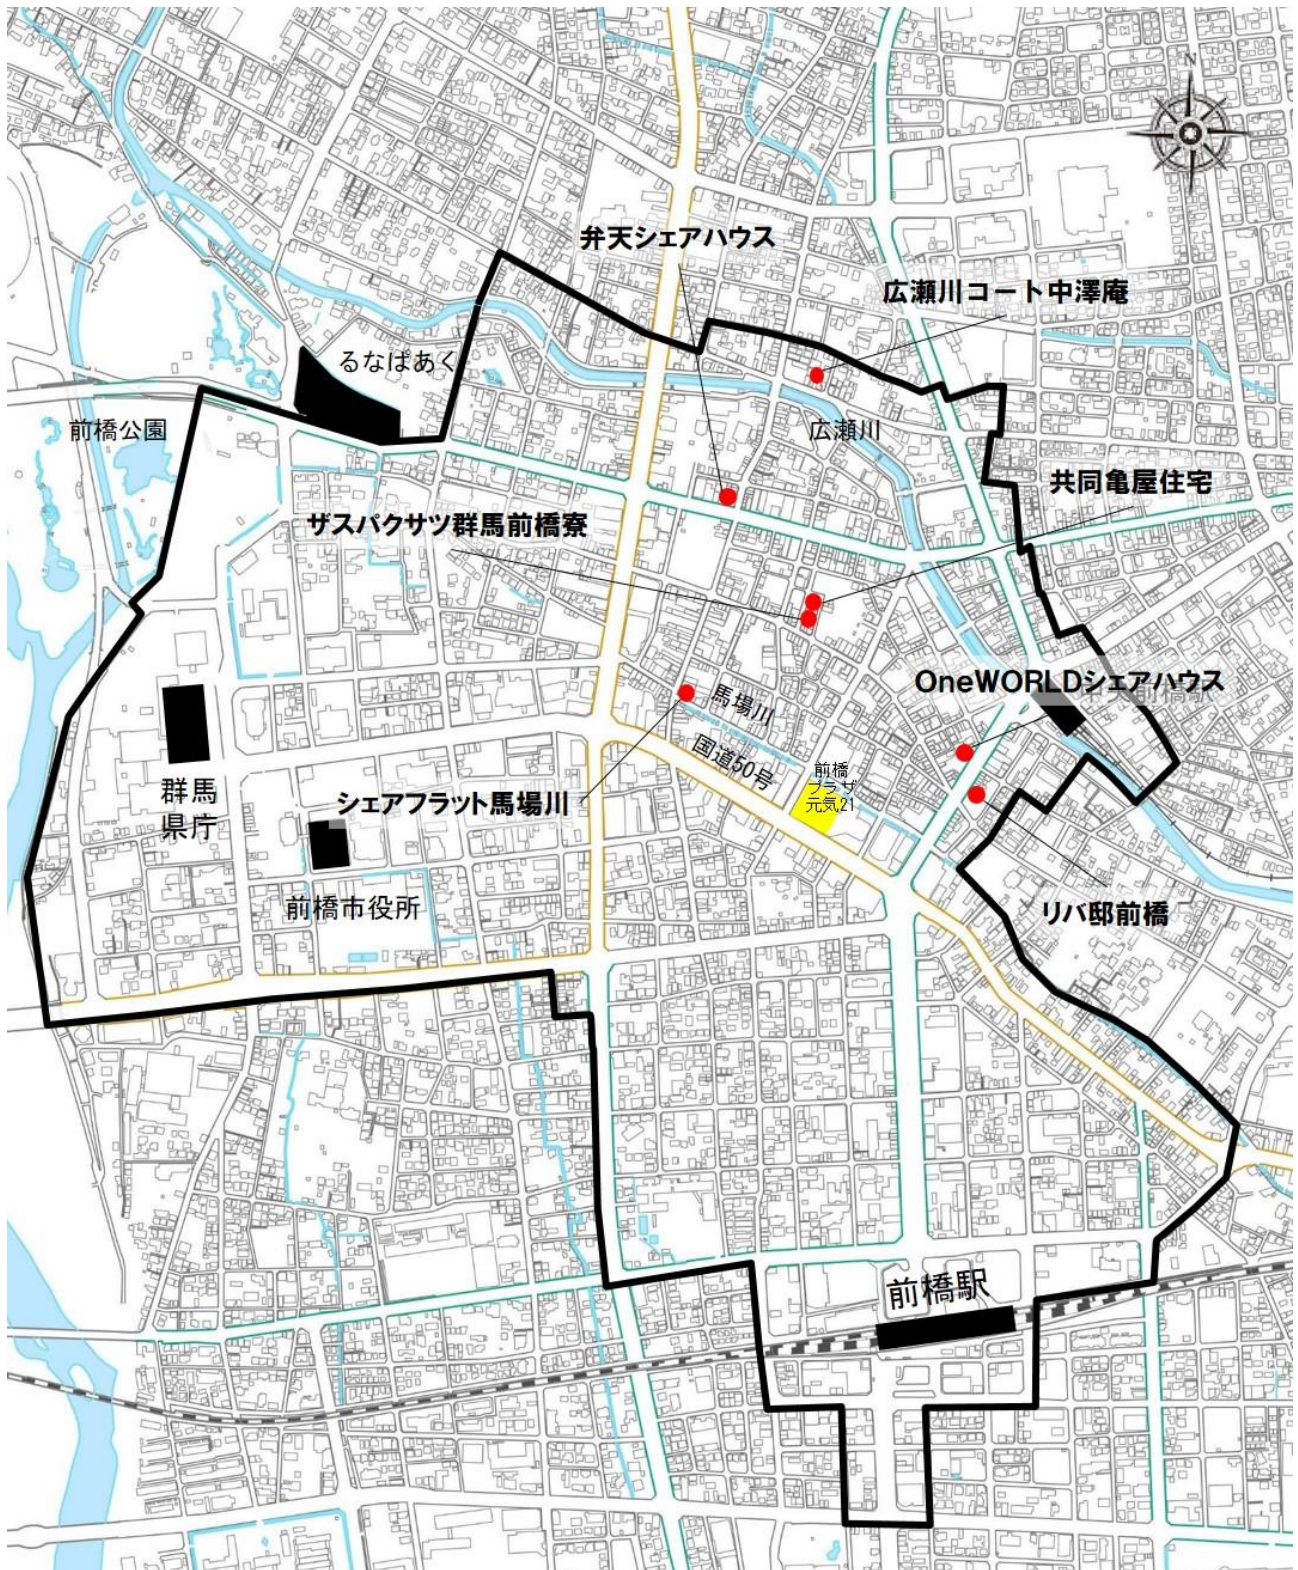 N
弁天シェアハウス
広瀬川コート中澤庵
るなぱあく
前橋公園
広瀬川
共同亀屋住宅
ザスパクサツ群馬前橋寮
OneWORLDシェアハウス
馬場川
国道50号
前橋
プラザ
元気21
群馬
県庁
シェアフラット馬場川
前橋市役所
リバ邸前橋
前橋駅